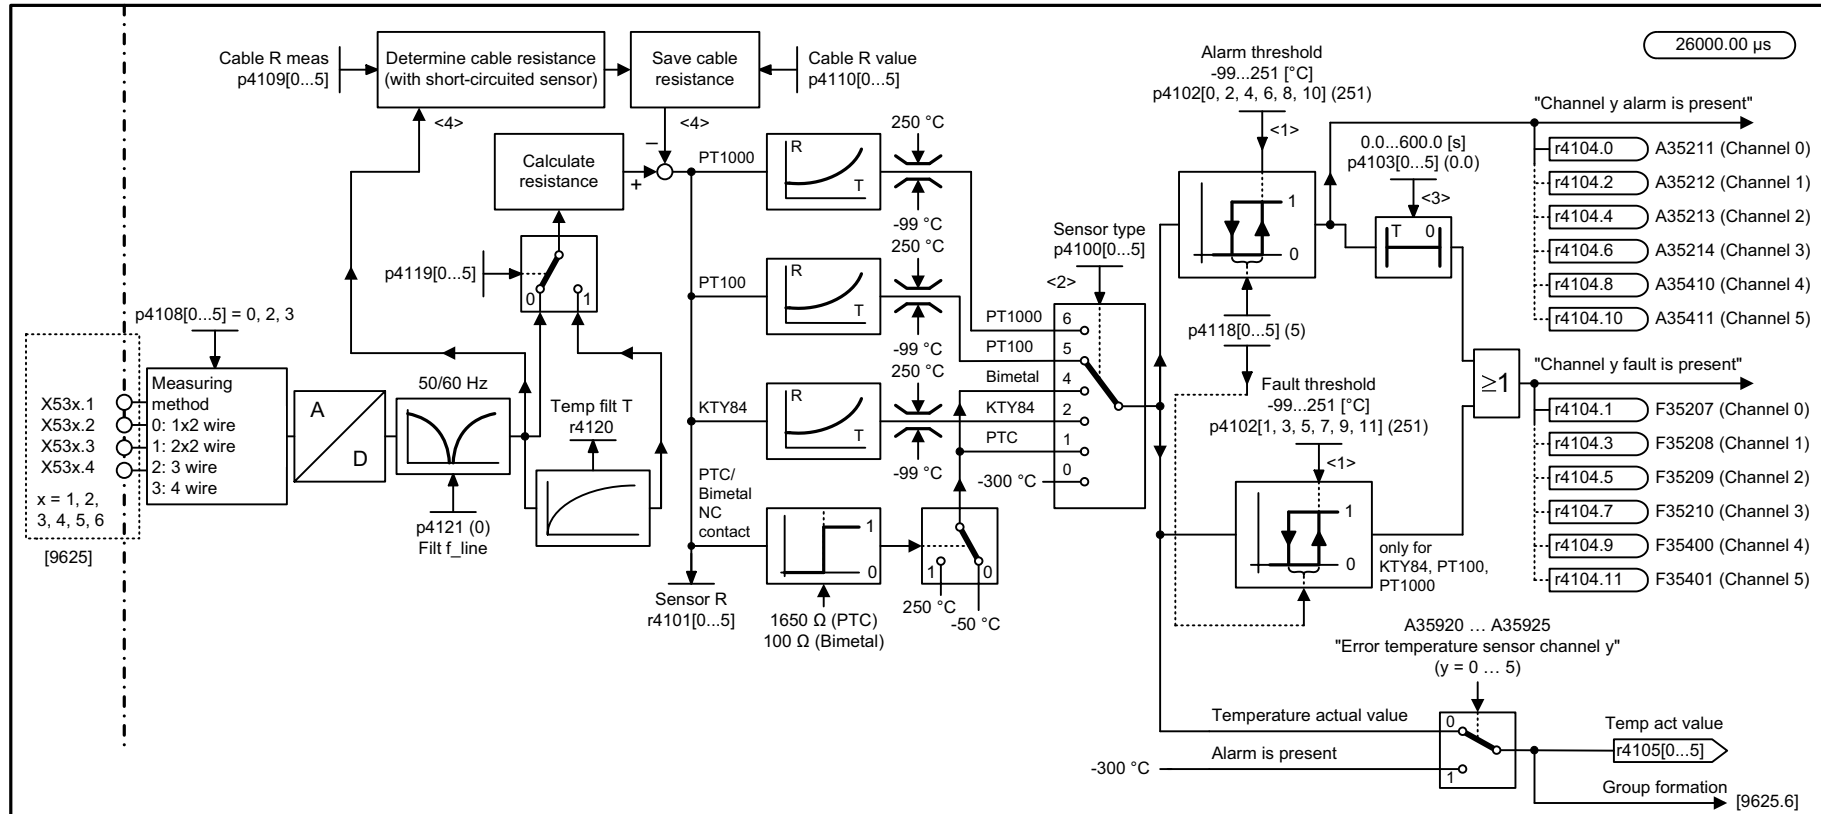 26000.00 µs
Cable R meas
p4109[0...5]
Determine cable resistance
(with short-circuited sensor)
Save cable
resistance
Cable R value
p4110[0...5]
<4>
<4>
–
+
Calculate
resistance
p4119[0...5]
0
1
p4108[0...5] = 0, 2, 3
X53x.1
X53x.2
X53x.3
X53x.4
x = 1, 2,
3, 4, 5, 6
[9625]
Measuring
method
0: 1x2 wire
1: 2x2 wire
2: 3 wire
3: 4 wire
A
D
50/60 Hz
p4121 (0)
Filt f_line
Temp filt T
r4120
PT1000
R
T
250 °C
-99 °C
PT100
R
T
250 °C
-99 °C
KTY84
R
T
250 °C
-99 °C
PTC/
Bimetal
NC
contact
1
0
1650 Ω (PTC)
100 Ω (Bimetal)
Sensor R
r4101[0...5]
1
0
250 °C
-50 °C
Sensor type
p4100[0...5]
<2>
PT1000
6
PT100
5
Bimetal
4
KTY84
2
PTC
1
-300 °C
0
Alarm threshold
-99...251 [°C]
p4102[0, 2, 4, 6, 8, 10] (251)
<1>
1
0
p4118[0...5] (5)
0.0...600.0 [s]
p4103[0...5] (0.0)
<3>
T
0
Fault threshold
-99...251 [°C]
p4102[1, 3, 5, 7, 9, 11] (251)
<1>
1
0
only for
KTY84, PT100,
PT1000
≥1
"Channel y alarm is present"
r4104.0 A35211 (Channel 0)
r4104.2 A35212 (Channel 1)
r4104.4 A35213 (Channel 2)
r4104.6 A35214 (Channel 3)
r4104.8 A35410 (Channel 4)
r4104.10 A35411 (Channel 5)
"Channel y fault is present"
r4104.1 F35207 (Channel 0)
r4104.3 F35208 (Channel 1)
r4104.5 F35209 (Channel 2)
r4104.7 F35210 (Channel 3)
r4104.9 F35400 (Channel 4)
r4104.11 F35401 (Channel 5)
A35920 ... A35925
"Error temperature sensor channel y"
(y = 0 ... 5)
Temperature actual value
0
Alarm is present
-300 °C
1
Temp act value
r4105[0...5]
Group formation
[9625.6]